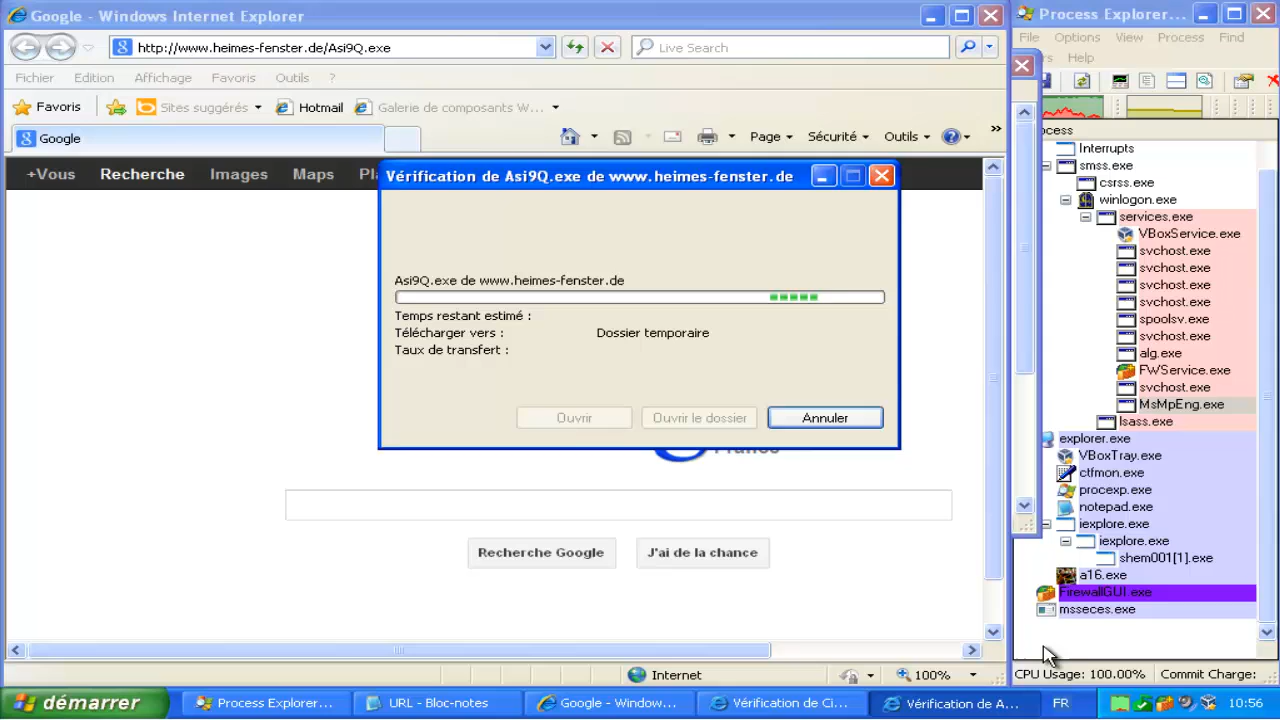 Google - Windows Internet Explorer
http://www.heimes-fenster.de/Asi9Q.exe
Live Search
Fichier Edition Affichage Favoris Outils ?
Favoris Sites suggérés Hotmail Galerie de composants W...
Google
Page Sécurité Outils
»
+Vous Recherche Images Maps
Vérification de Asi9Q.exe de www.heimes-fenster.de
Asi9Q.exe de www.heimes-fenster.de
Temps restant estimé :
Télécharger vers : Dossier temporaire
Taux de transfert :
Ouvrir Ouvrir le dossier Annuler
France
Recherche Google J'ai de la chance
Internet 100%
Process Explorer...
File Options View Process Find
Help
Interrupts
smss.exe
csrss.exe
winlogon.exe
services.exe
VBoxService.exe
svchost.exe
svchost.exe
svchost.exe
svchost.exe
spoolsv.exe
svchost.exe
alg.exe
FWService.exe
svchost.exe
MsMpEng.exe
lsass.exe
explorer.exe
VBoxTray.exe
ctfmon.exe
procexp.exe
notepad.exe
iexplore.exe
iexplore.exe
shem001[1].exe
a16.exe
FirewallGUI.exe
msseces.exe
CPU Usage: 100.00% Commit Charge:
démarrer Process Explorer... URL - Bloc-notes Google - Window... Vérification de Ci... Vérification de A... FR 10:56